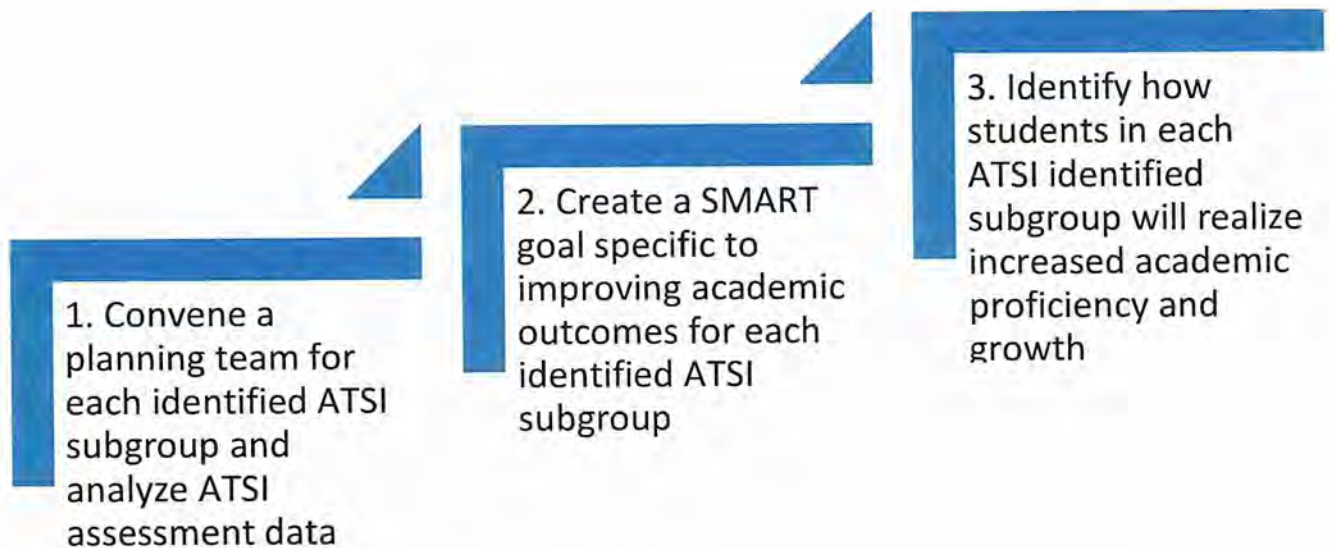 1. Convene a
planning team for
each identified ATSI
subgroup and
analyze ATSI
assessment data
2. Create a SMART
goal specific to
improving academic
outcomes for each
identified ATSI
subgroup
3. Identify how
students in each
ATSI identified
subgroup will realize
increased academic
proficiency and
growth